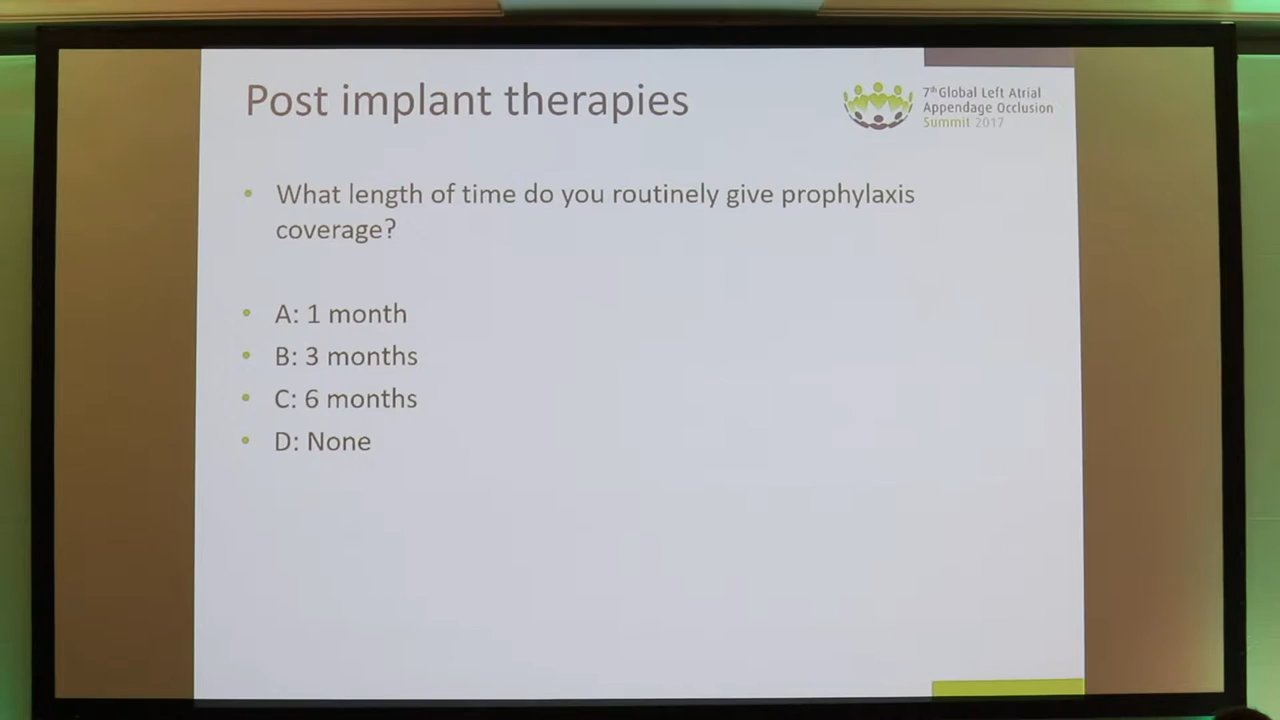 Post implant therapies
7th Global Left Atrial
Appendage Occlusion
Summit 2017
• What length of time do you routinely give prophylaxis
coverage?
• A: 1 month
• B: 3 months
• C: 6 months
• D: None